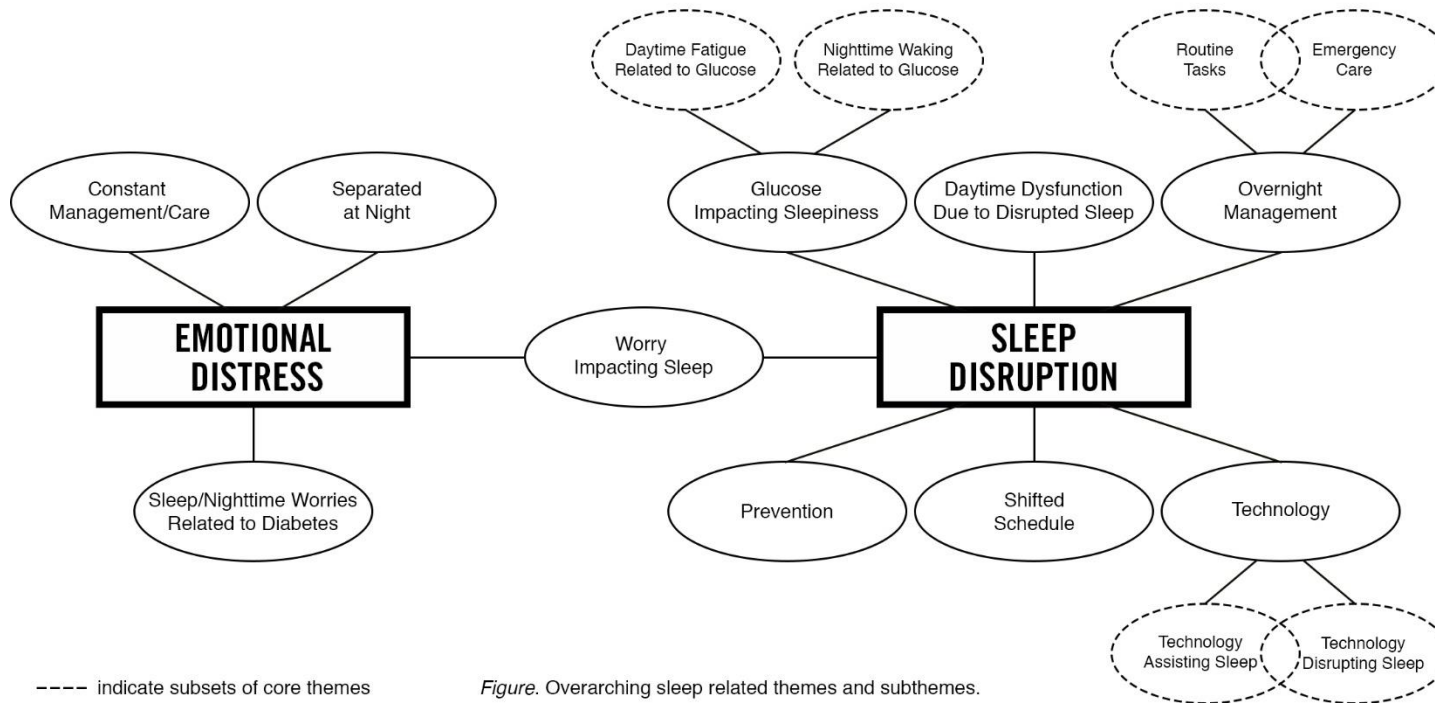 Daytime Fatigue
Related to Glucose
Nighttime Waking
Related to Glucose
Routine
Tasks
Emergency
Care
Constant
Management/Care
Separated
at Night
Glucose
Impacting Sleepiness
Daytime Dysfunction
Due to Disrupted Sleep
Overnight
Management
EMOTIONAL
DISTRESS
Worry
Impacting Sleep
SLEEP
DISRUPTION
Sleep/Nighttime Worries
Related to Diabetes
Prevention
Shifted
Schedule
Technology
Technology
Assisting Sleep
Technology
Disrupting Sleep
---- indicate subsets of core themes
Figure. Overarching sleep related themes and subthemes.